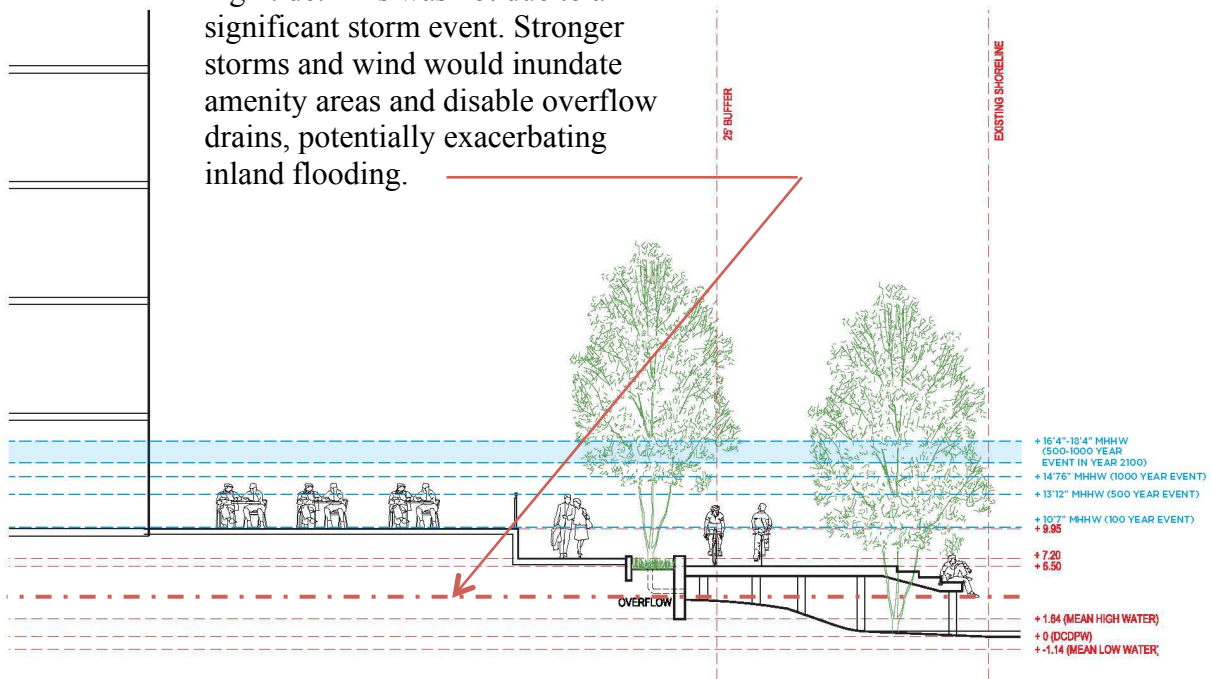 significant storm event. Stronger
storms and wind would inundate
amenity areas and disable overflow
drains, potentially exacerbating
inland flooding.
25' BUFFER
EXISTING SHORELINE
+ 16'4"-18'4" MHHW
(500-1000 YEAR
EVENT IN YEAR 2100)
+ 14'76" MHHW (1000 YEAR EVENT)
+ 13'12" MHHW (500 YEAR EVENT)
+ 10'7" MHHW (100 YEAR EVENT)
+ 9.95
+ 7.20
+ 6.50
OVERFLOW
+ 1.64 (MEAN HIGH WATER)
+ 0 (DCDPW)
+ -1.14 (MEAN LOW WATER)